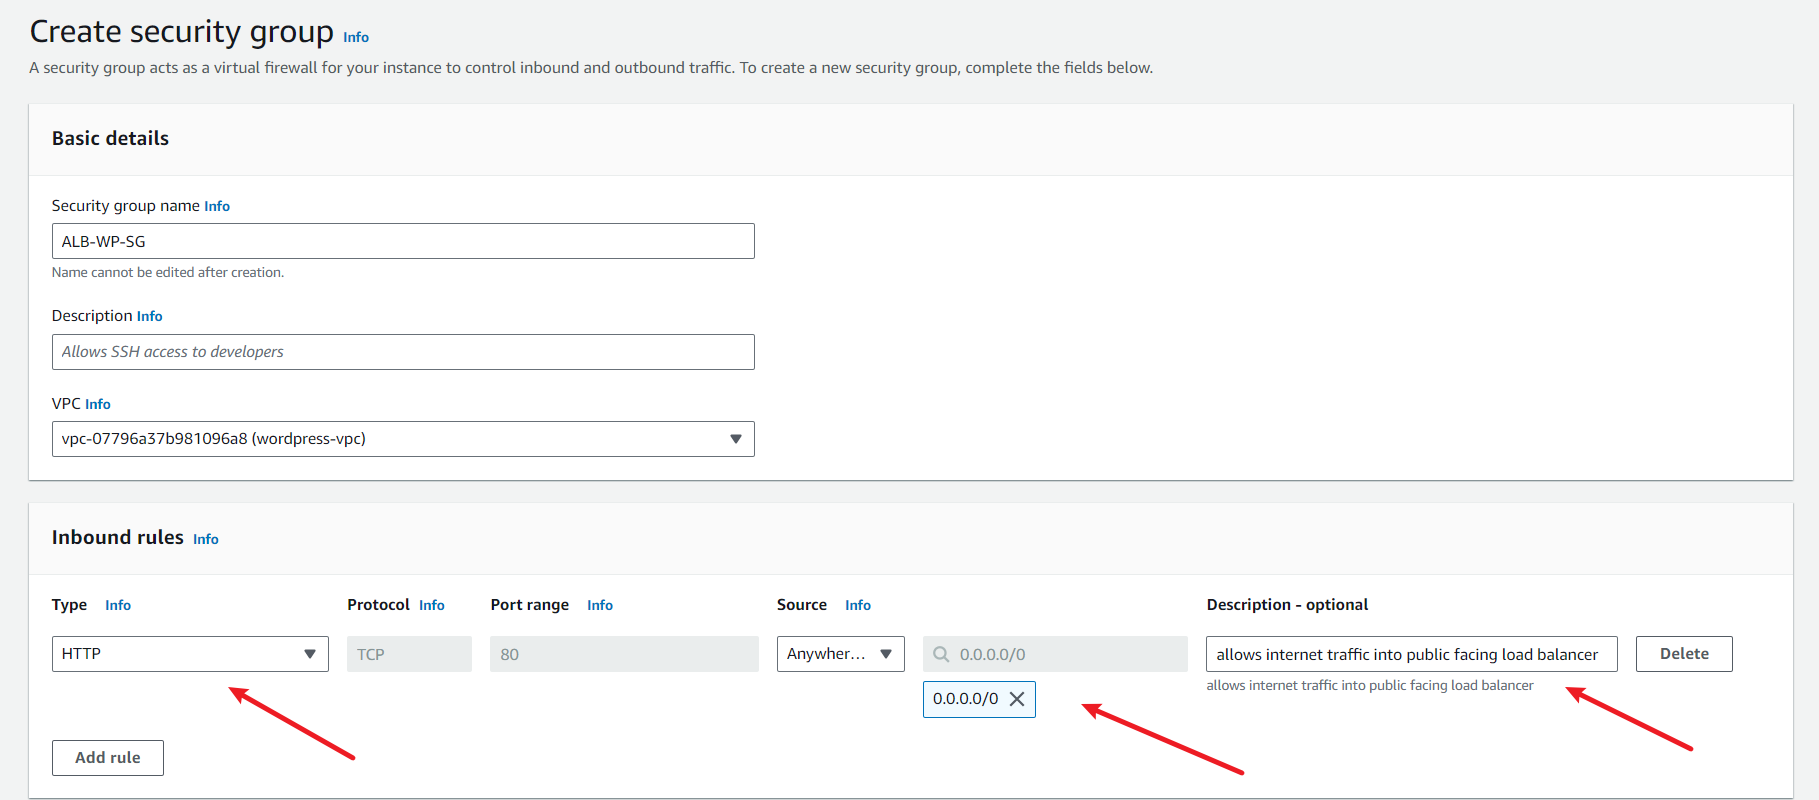 Create security group Info
A security group acts as a virtual firewall for your instance to control inbound and outbound traffic. To create a new security group, complete the fields below.
Basic details
Security group name Info
ALB-WP-SG
Name cannot be edited after creation.
Description Info
Allows SSH access to developers
VPC Info
vpc-07796a37b981096a8 (wordpress-vpc)
Inbound rules Info
Type Info Protocol Info Port range Info Source Info Description - optional
HTTP TCP 80 Anywher... 0.0.0.0/0 allows internet traffic into public facing load balancer Delete
0.0.0.0/0 allows internet traffic into public facing load balancer
Add rule